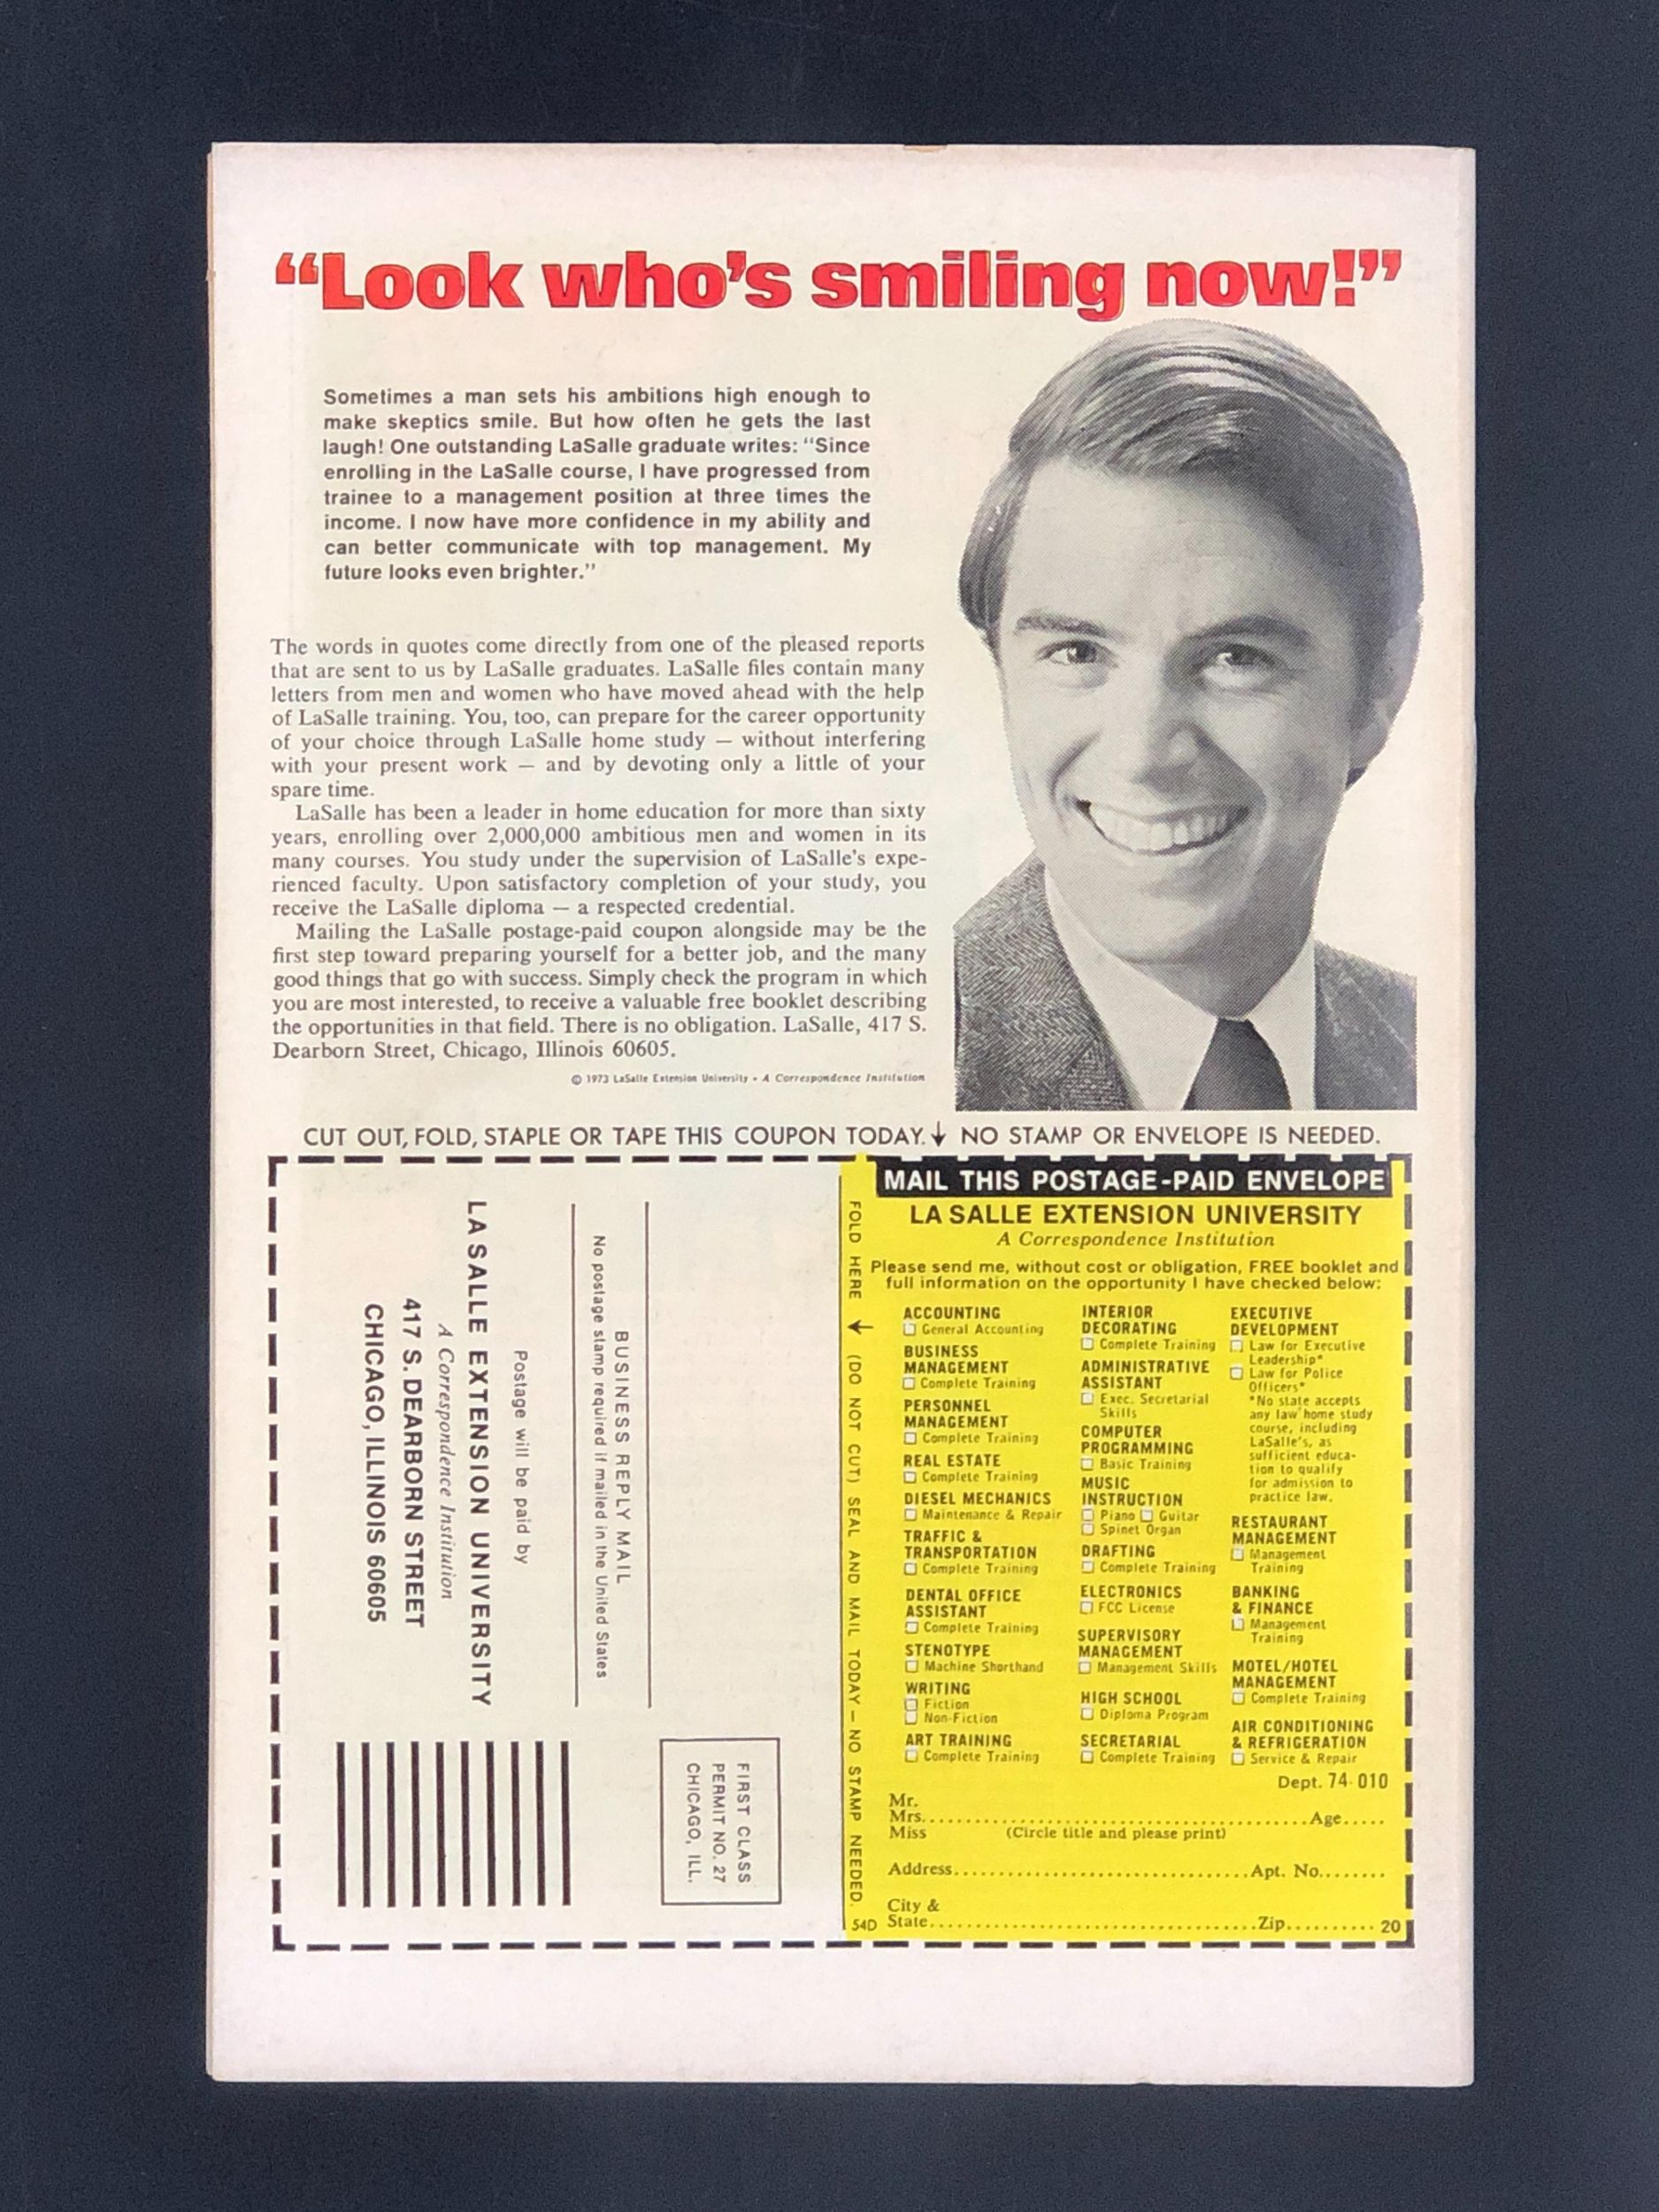 “Look who’s smiling now!”
Sometimes a man sets his ambitions high enough to
make skeptics smile. But how often he gets the last
laugh! One outstanding LaSalle graduate writes: “Since
enrolling in the LaSalle course, I have progressed from
trainee to a management position at three times the
income. I now have more confidence in my ability and
can better communicate with top management. My
future looks even brighter.”
The words in quotes come directly from one of the pleased reports
that are sent to us by LaSalle graduates. LaSalle files contain many
letters from men and women who have moved ahead with the help
of LaSalle training. You, too, can prepare for the career opportunity
of your choice through LaSalle home study — without interfering
with your present work — and by devoting only a little of your
spare time.
LaSalle has been a leader in home education for more than sixty
years, enrolling over 2,000,000 ambitious men and women in its
many courses. You study under the supervision of LaSalle’s expe-
rienced faculty. Upon satisfactory completion of your study, you
receive the LaSalle diploma — a respected credential.
Mailing the LaSalle postage-paid coupon alongside may be the
first step toward preparing yourself for a better job, and the many
good things that go with success. Simply check the program in which
you are most interested, to receive a valuable free booklet describing
the opportunities in that field. There is no obligation. LaSalle, 417 S.
Dearborn Street, Chicago, Illinois 60605.
© 1973 LaSalle Extension University • A Correspondence Institution
CUT OUT, FOLD, STAPLE OR TAPE THIS COUPON TODAY. ↓ NO STAMP OR ENVELOPE IS NEEDED.
FIRST CLASS
PERMIT NO. 27
CHICAGO, ILL.
BUSINESS REPLY MAIL
No postage stamp required if mailed in the United States
Postage will be paid by
LA SALLE EXTENSION UNIVERSITY
A Correspondence Institution
417 S. DEARBORN STREET
CHICAGO, ILLINOIS 60605
FOLD HERE → (DO NOT CUT) SEAL AND MAIL TODAY — NO STAMP NEEDED.
54D
MAIL THIS POSTAGE-PAID ENVELOPE
LA SALLE EXTENSION UNIVERSITY
A Correspondence Institution
Please send me, without cost or obligation, FREE booklet and
full information on the opportunity I have checked below:
ACCOUNTING
☐ General Accounting
BUSINESS
MANAGEMENT
☐ Complete Training
PERSONNEL
MANAGEMENT
☐ Complete Training
REAL ESTATE
☐ Complete Training
DIESEL MECHANICS
☐ Maintenance & Repair
TRAFFIC &
TRANSPORTATION
☐ Complete Training
DENTAL OFFICE
ASSISTANT
☐ Complete Training
STENOTYPE
☐ Machine Shorthand
WRITING
☐ Fiction
☐ Non-Fiction
ART TRAINING
☐ Complete Training
INTERIOR
DECORATING
☐ Complete Training
ADMINISTRATIVE
ASSISTANT
☐ Exec. Secretarial
Skills
COMPUTER
PROGRAMMING
☐ Basic Training
MUSIC
INSTRUCTION
☐ Piano ☐ Guitar
☐ Spinet Organ
DRAFTING
☐ Complete Training
ELECTRONICS
☐ FCC License
SUPERVISORY
MANAGEMENT
☐ Management Skills
HIGH SCHOOL
☐ Diploma Program
SECRETARIAL
☐ Complete Training
EXECUTIVE
DEVELOPMENT
☐ Law for Executive
Leadership*
☐ Law for Police
Officers*
*No state accepts
any law home study
course, including
LaSalle's, as
sufficient educa-
tion to qualify
for admission to
practice law.
RESTAURANT
MANAGEMENT
☐ Management
Training
BANKING
& FINANCE
☐ Management
Training
MOTEL/HOTEL
MANAGEMENT
☐ Complete Training
AIR CONDITIONING
& REFRIGERATION
☐ Service & Repair
Dept. 74-010
Mr.
Mrs. Age
Miss (Circle title and please print)
Address Apt. No.
City &
State Zip 20